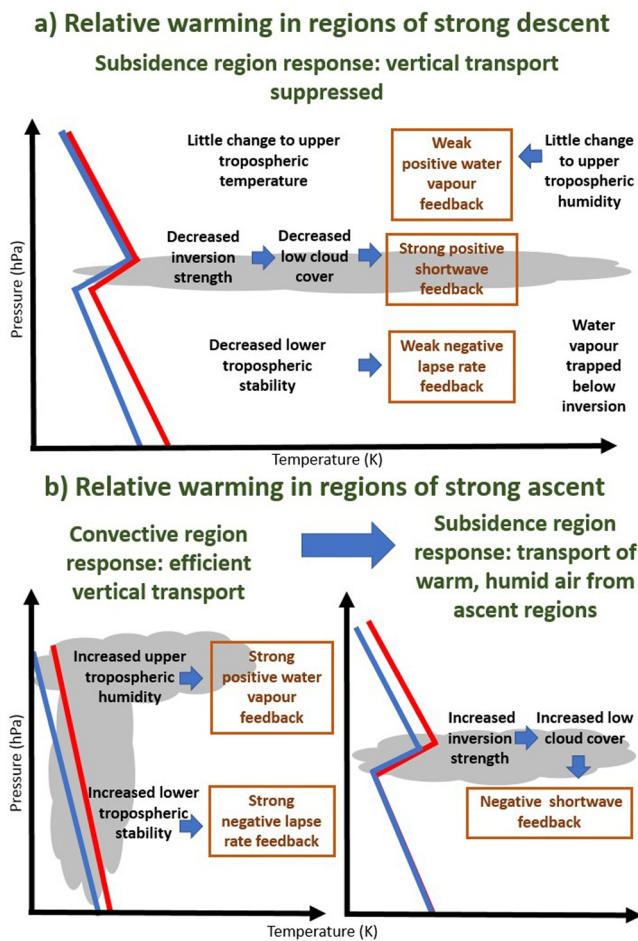 a) Relative warming in regions of strong descent
Subsidence region response: vertical transport
suppressed
Little change to upper
tropospheric
temperature
Weak
positive water
vapour
feedback
Little change
to upper
tropospheric
humidity
Decreased
inversion
strength
Decreased
low cloud
cover
Strong positive
shortwave
feedback
Decreased lower
tropospheric
stability
Weak negative
lapse rate
feedback
Water
vapour
trapped
below
inversion
Pressure (hPa)
Temperature (K)
b) Relative warming in regions of strong ascent
Convective region
response: efficient
vertical transport
Subsidence region
response: transport of
warm, humid air from
ascent regions
Increased upper
tropospheric
humidity
Strong
positive water
vapour
feedback
Increased lower
tropospheric
stability
Strong
negative lapse
rate feedback
Pressure (hPa)
Temperature (K)
Increased
inversion
strength
Increased low
cloud cover
Negative shortwave
feedback
Temperature (K)